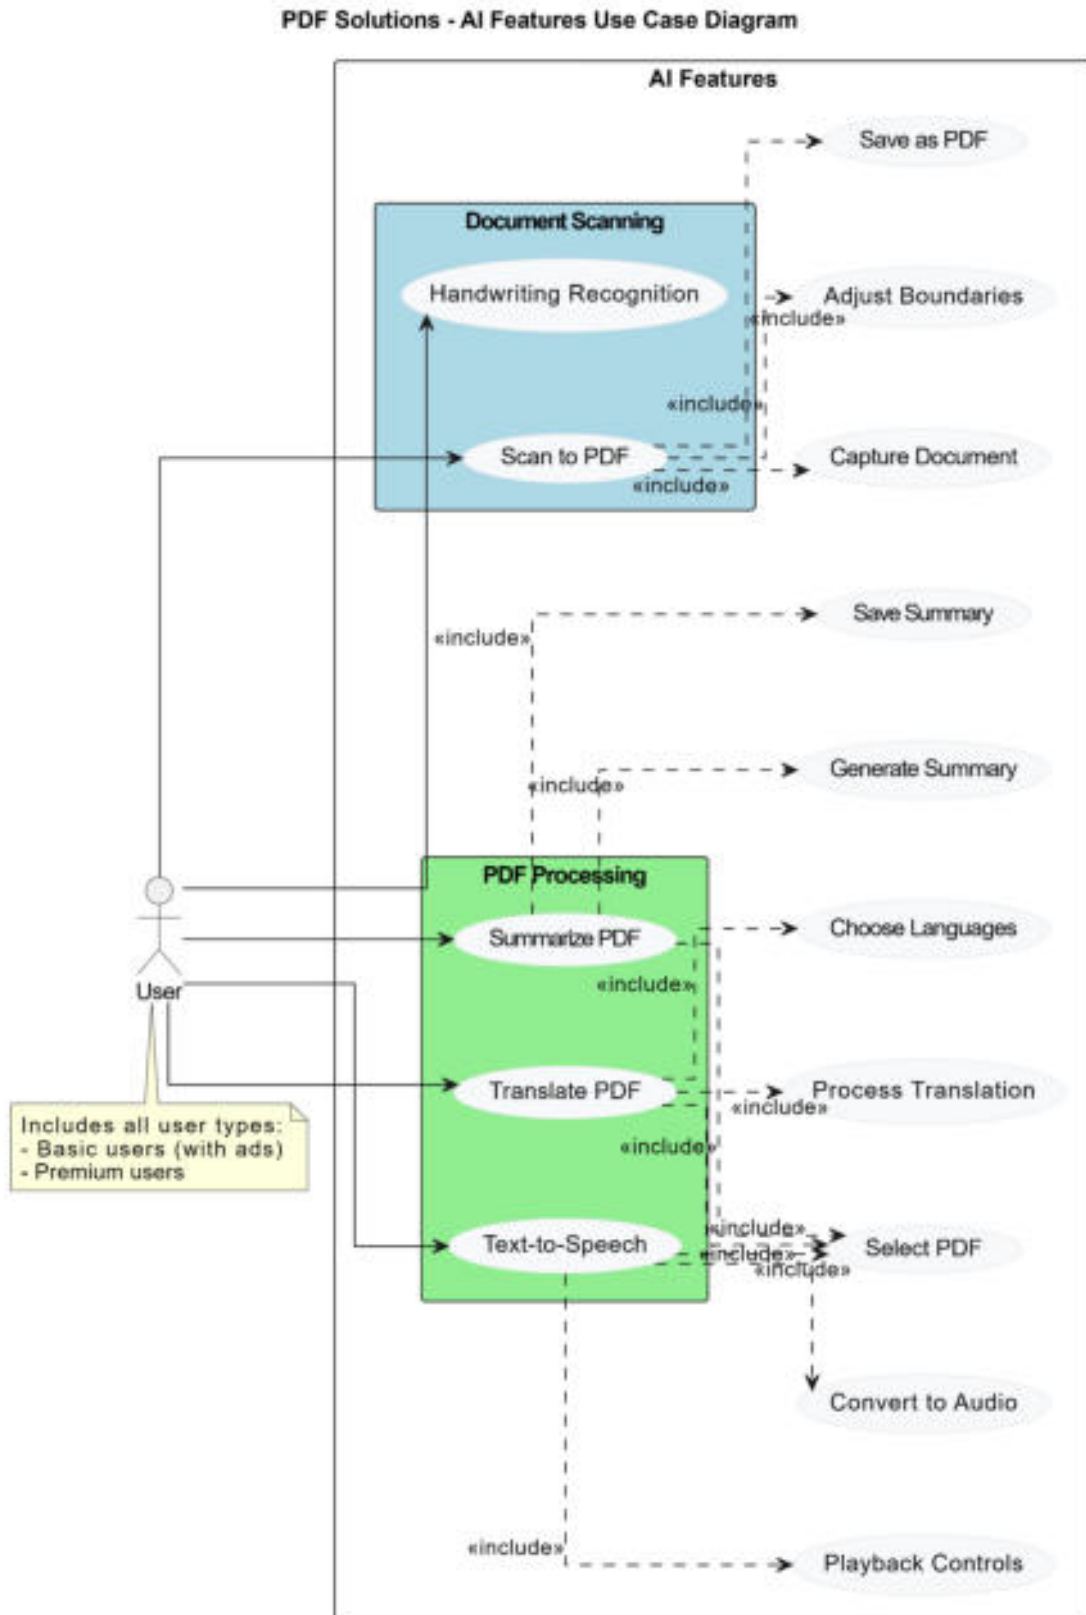 PDF Solutions - AI Features Use Case Diagram
AI Features
Save as PDF
Document Scanning
Handwriting Recognition
Adjust Boundaries
«include»
«include»
Scan to PDF
Capture Document
«include»
Save Summary
«include»
Generate Summary
«include»
PDF Processing
Summarize PDF
Choose Languages
«include»
User
Translate PDF
Process Translation
«include»
Includes all user types:
- Basic users (with ads)
- Premium users
«include»
«include»
Text-to-Speech
Select PDF
«include»
«include»
Convert to Audio
«include»
Playback Controls